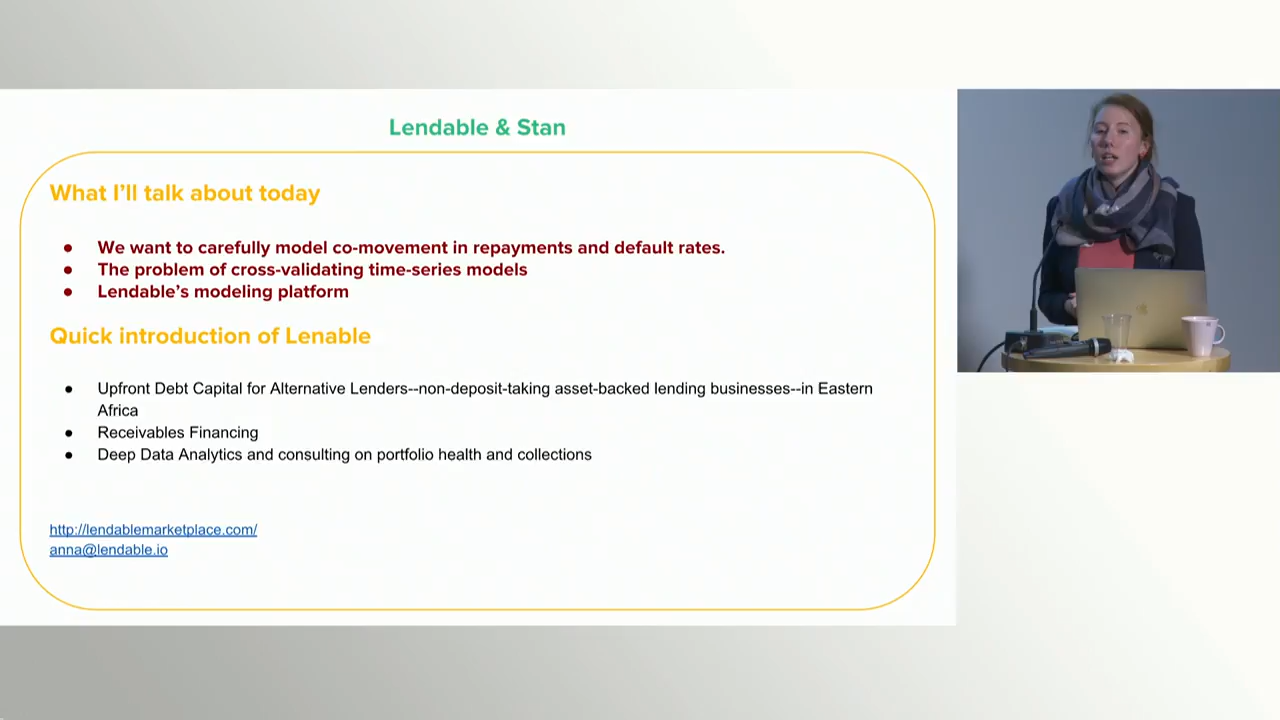 Lendable & Stan
What I'll talk about today
● We want to carefully model co-movement in repayments and default rates.
● The problem of cross-validating time-series models
● Lendable's modeling platform
Quick introduction of Lenable
● Upfront Debt Capital for Alternative Lenders--non-deposit-taking asset-backed lending businesses--in Eastern
Africa
● Receivables Financing
● Deep Data Analytics and consulting on portfolio health and collections
http://lendablemarketplace.com/
anna@lendable.io